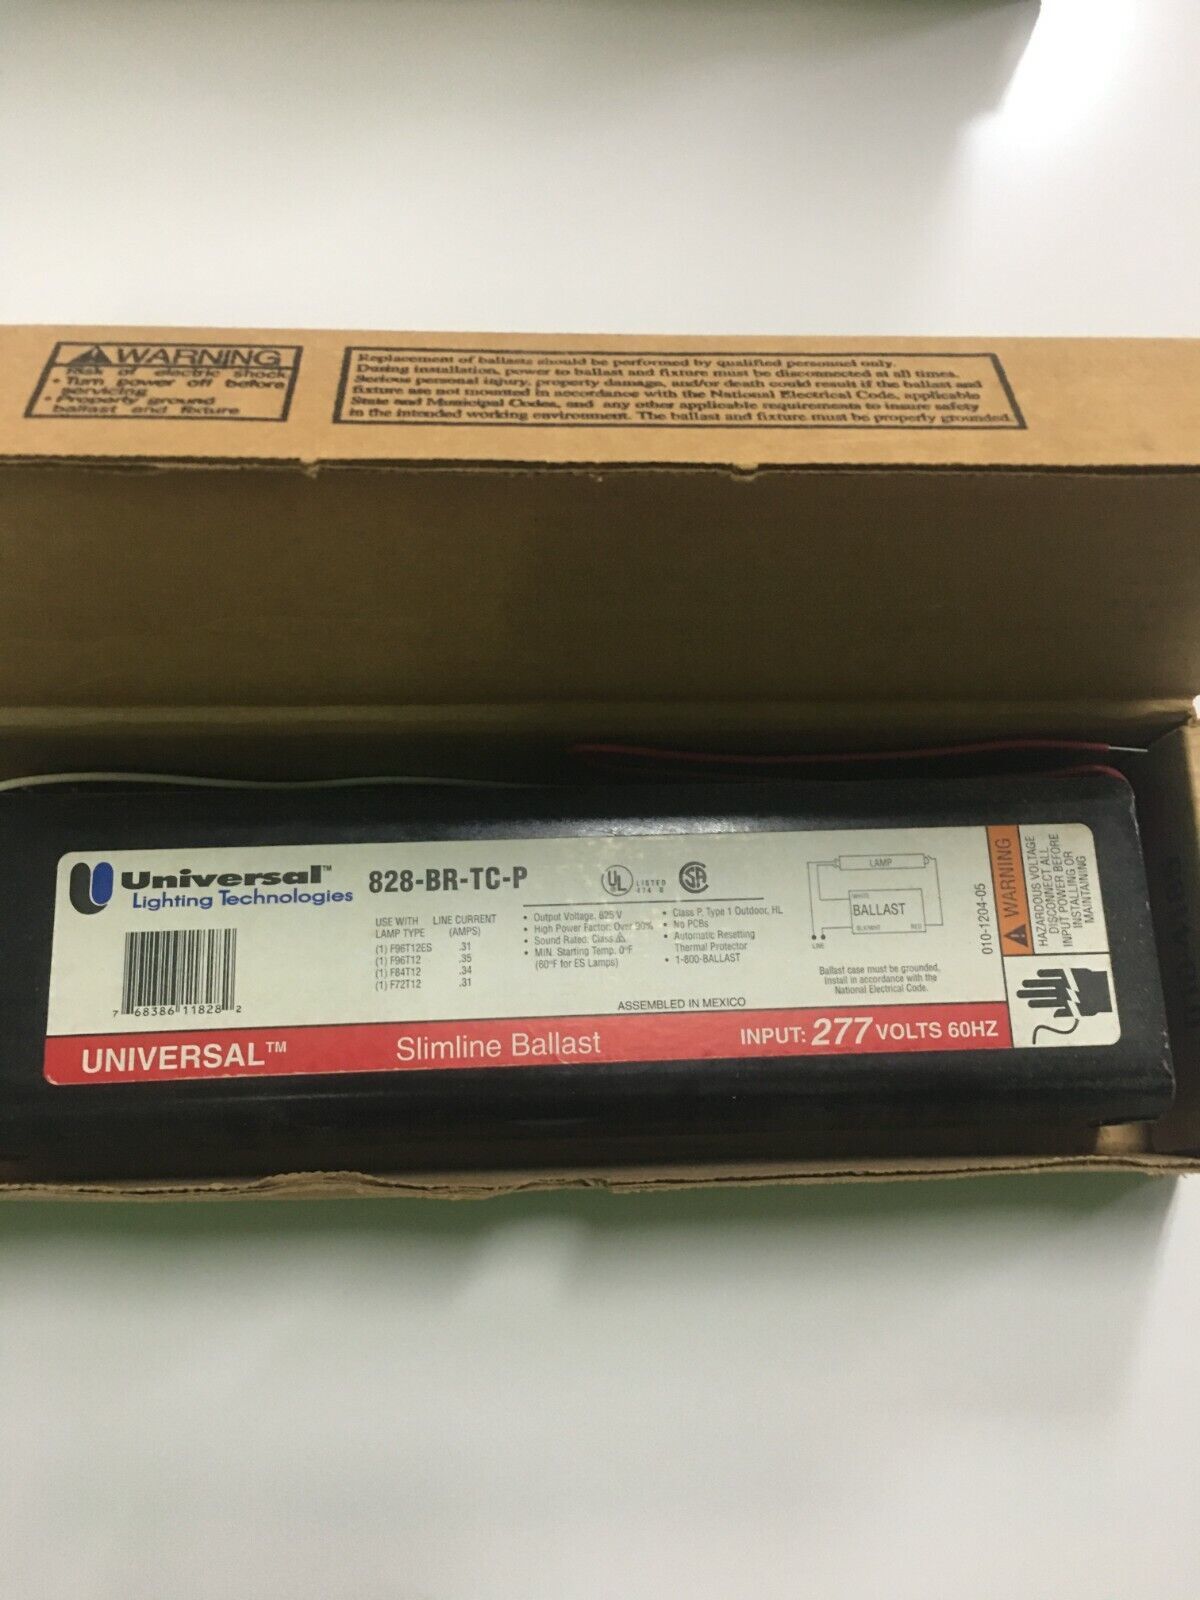 WARNING
Risk of electric shock
• Turn power off before
servicing
• Properly ground
ballast and fixture
Replacement of ballasts should be performed by qualified personnel only.
During installation, power to ballast and fixture must be disconnected at all times.
Serious personal injury, property damage, and/or death could result if the ballast and
fixture are not mounted in accordance with the National Electrical Code, applicable
State and Municipal Codes, and any other applicable requirements to insure safety
in the intended working environment. The ballast and fixture must be properly grounded.
Universal™
Lighting Technologies
828-BR-TC-P
UL LISTED
SA
USE WITH LINE CURRENT
LAMP TYPE (AMPS)
(1) F96T12ES .31
(1) F96T12 .35
(1) F84T12 .34
(1) F72T12 .31
• Output Voltage, 625 V
• High Power Factor: Over 90%
• Sound Rated: Class A
• MIN. Starting Temp. 0°F
(60°F for ES Lamps)
• Class P, Type 1 Outdoor, HL
• No PCBs
• Automatic Resetting
Thermal Protector
• 1-800-BALLAST
LAMP
WHITE
BALLAST
BLK/WHT RED
LINE
Ballast case must be grounded.
Install in accordance with the
National Electrical Code.
010-1204-05
WARNING
HAZARDOUS VOLTAGE
DISCONNECT ALL
INPUT POWER BEFORE
INSTALLING OR
MAINTAINING
7 68386 11828 2
ASSEMBLED IN MEXICO
UNIVERSAL™
Slimline Ballast
INPUT: 277 VOLTS 60HZ